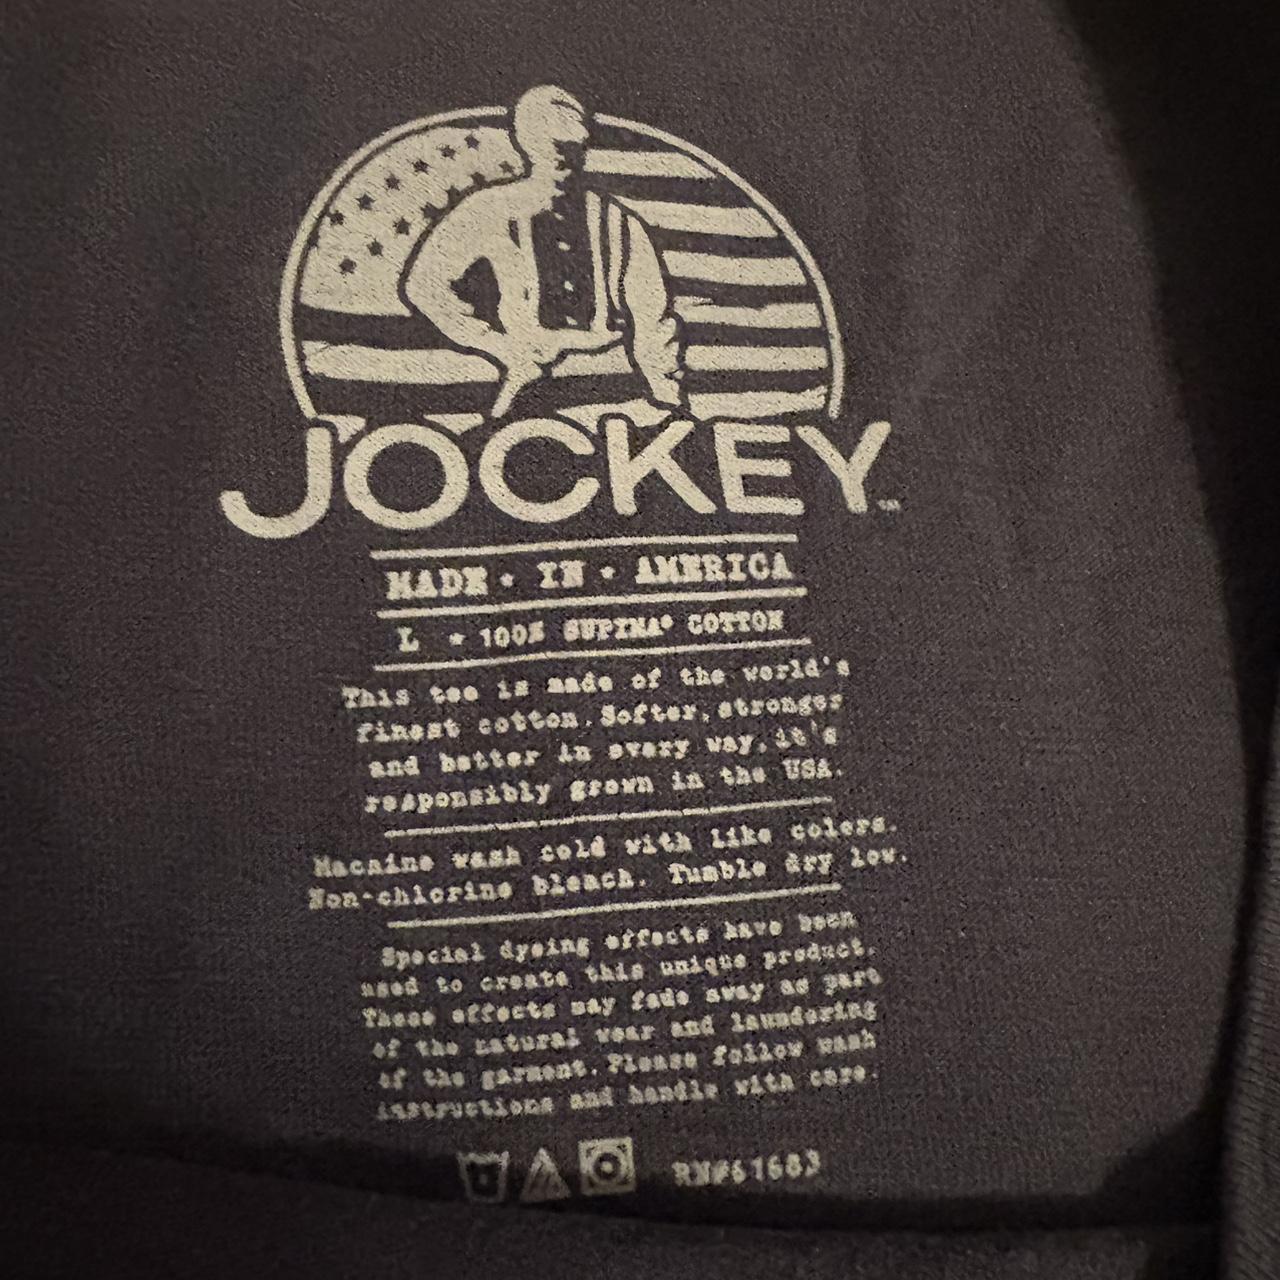 JOCKEY™
MADE • IN • AMERICA
L ★ 100% SUPIMA® COTTON
This tee is made of the world's
finest cotton. Softer, stronger
and better in every way, it's
responsibly grown in the USA.
Machine wash cold with like colors.
Non-chlorine bleach. Tumble dry low.
Special dyeing effects have been
used to create this unique product.
These effects may fade away as part
of the natural wear and laundering
of the garment. Please follow wash
instructions and handle with care.